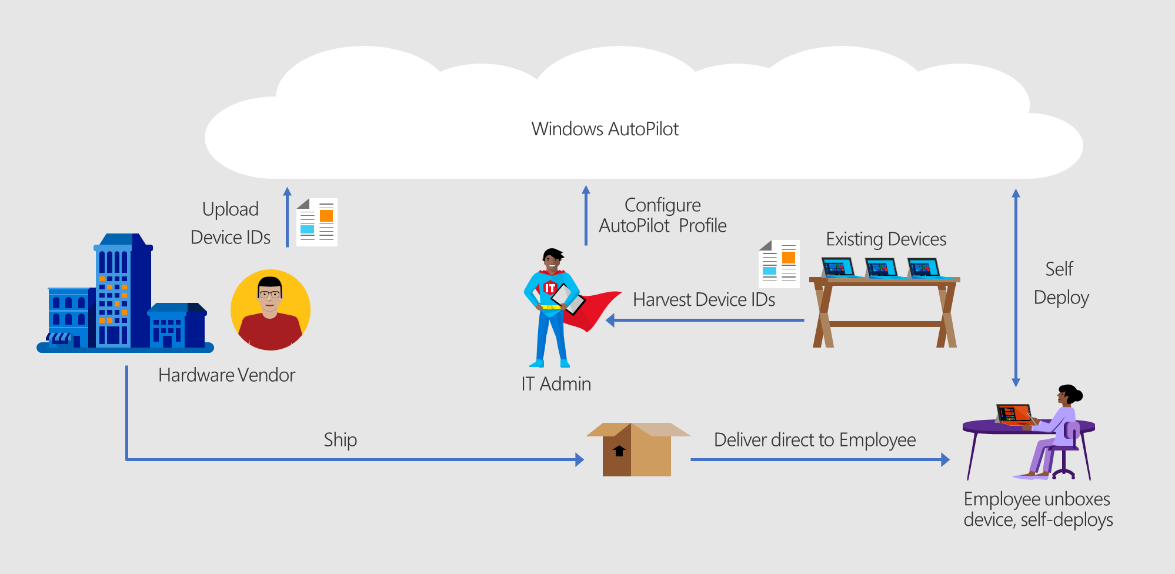 Windows AutoPilot
Upload
Device IDs
Configure
AutoPilot Profile
Existing Devices
Self
Deploy
IT
Harvest Device IDs
Hardware Vendor
IT Admin
Ship
Deliver direct to Employee
Employee unboxes
device, self-deploys